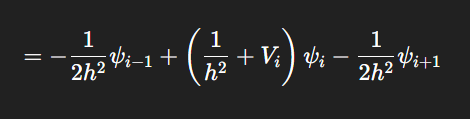 = -\frac{1}{2h^2}\psi_{i-1} + \left(\frac{1}{h^2} + V_i\right)\psi_i - \frac{1}{2h^2}\psi_{i+1}